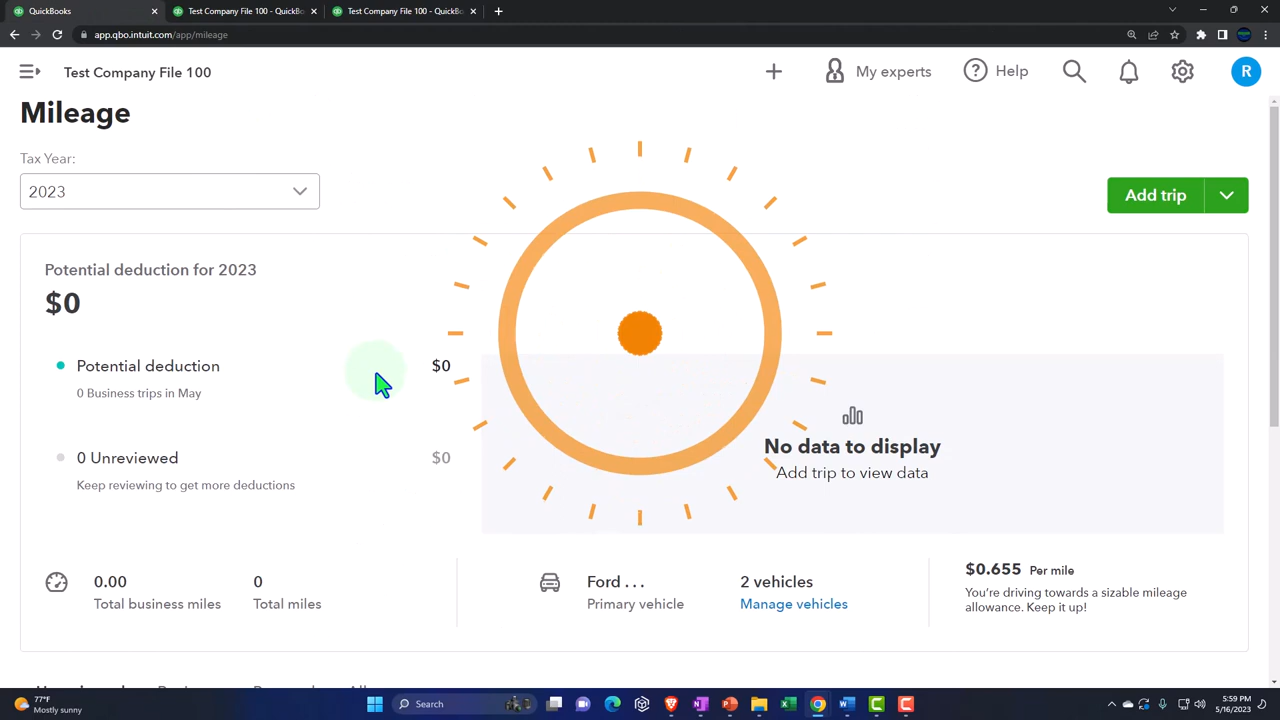 QuickBooks
Test Company File 100 - QuickBo
Test Company File 100 - QuickBo
app.qbo.intuit.com/app/mileage
Test Company File 100
My experts
Help
R
Mileage
Tax Year:
2023
Add trip
Potential deduction for 2023
$0
Potential deduction $0
0 Business trips in May
0 Unreviewed $0
Keep reviewing to get more deductions
No data to display
Add trip to view data
0.00
Total business miles
0
Total miles
Ford . . .
Primary vehicle
2 vehicles
Manage vehicles
$0.655 Per mile
You're driving towards a sizable mileage
allowance. Keep it up!
77°F
Mostly sunny
Search
5:59 PM
5/16/2023